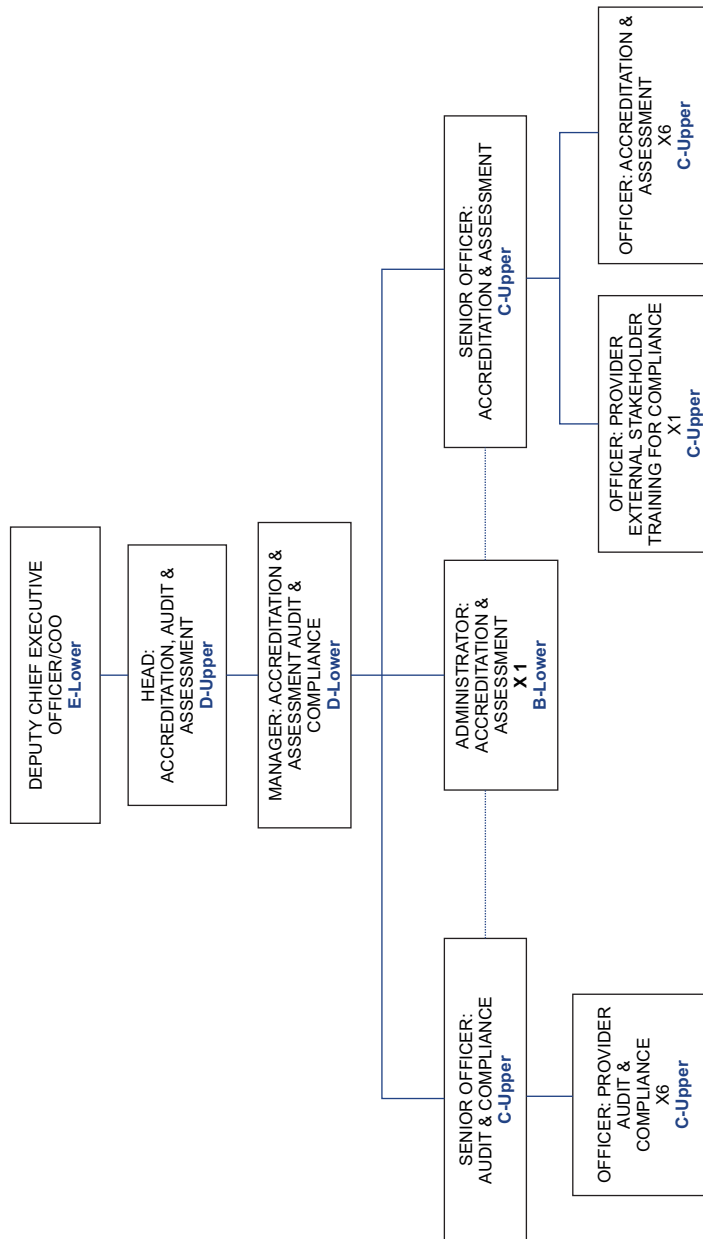 DEPUTY CHIEF EXECUTIVE
OFFICER/COO
E-Lower
HEAD:
ACCREDITATION, AUDIT &
ASSESSMENT
D-Upper
MANAGER: ACCREDITATION &
ASSESSMENT AUDIT &
COMPLIANCE
D-Lower
SENIOR OFFICER:
AUDIT & COMPLIANCE
C-Upper
ADMINISTRATOR:
ACCREDITATION &
ASSESSMENT
X 1
B-Lower
SENIOR OFFICER:
ACCREDITATION & ASSESSMENT
C-Upper
OFFICER: PROVIDER
AUDIT &
COMPLIANCE
X6
C-Upper
OFFICER: PROVIDER
EXTERNAL STAKEHOLDER
TRAINING FOR COMPLIANCE
X1
C-Upper
OFFICER: ACCREDITATION &
ASSESSMENT
X6
C-Upper